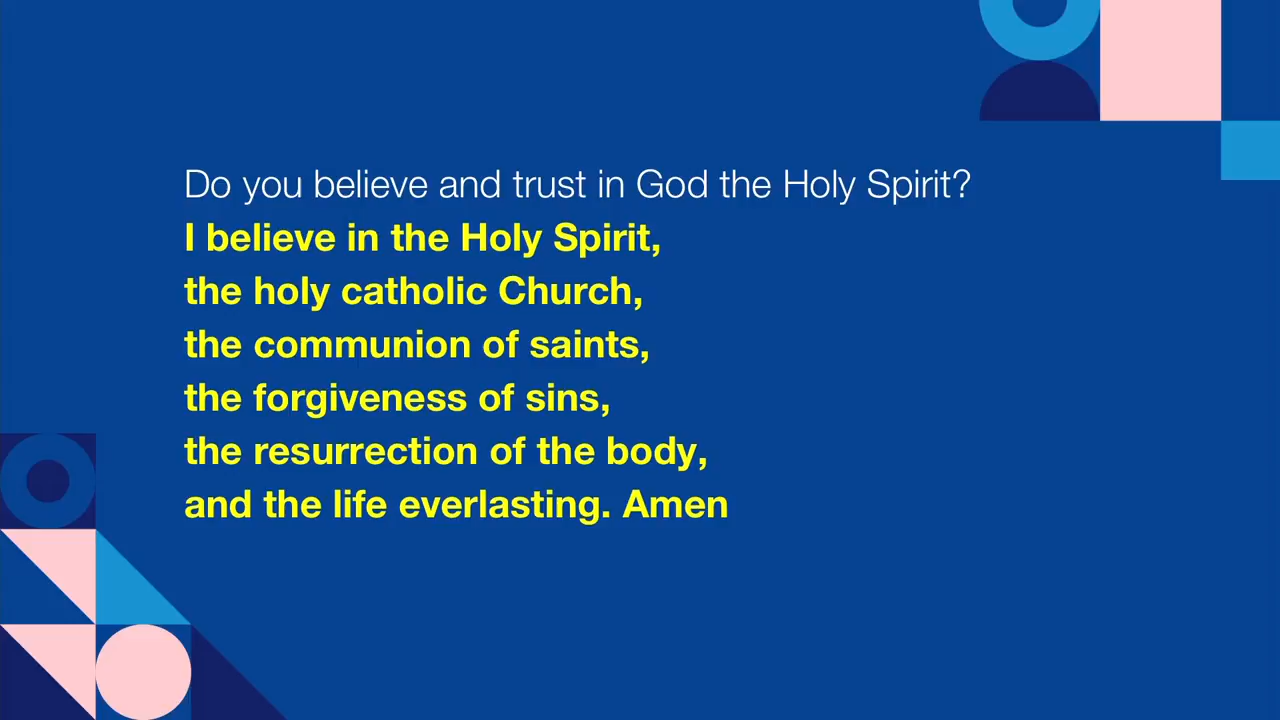 Do you believe and trust in God the Holy Spirit?
I believe in the Holy Spirit,
the holy catholic Church,
the communion of saints,
the forgiveness of sins,
the resurrection of the body,
and the life everlasting. Amen